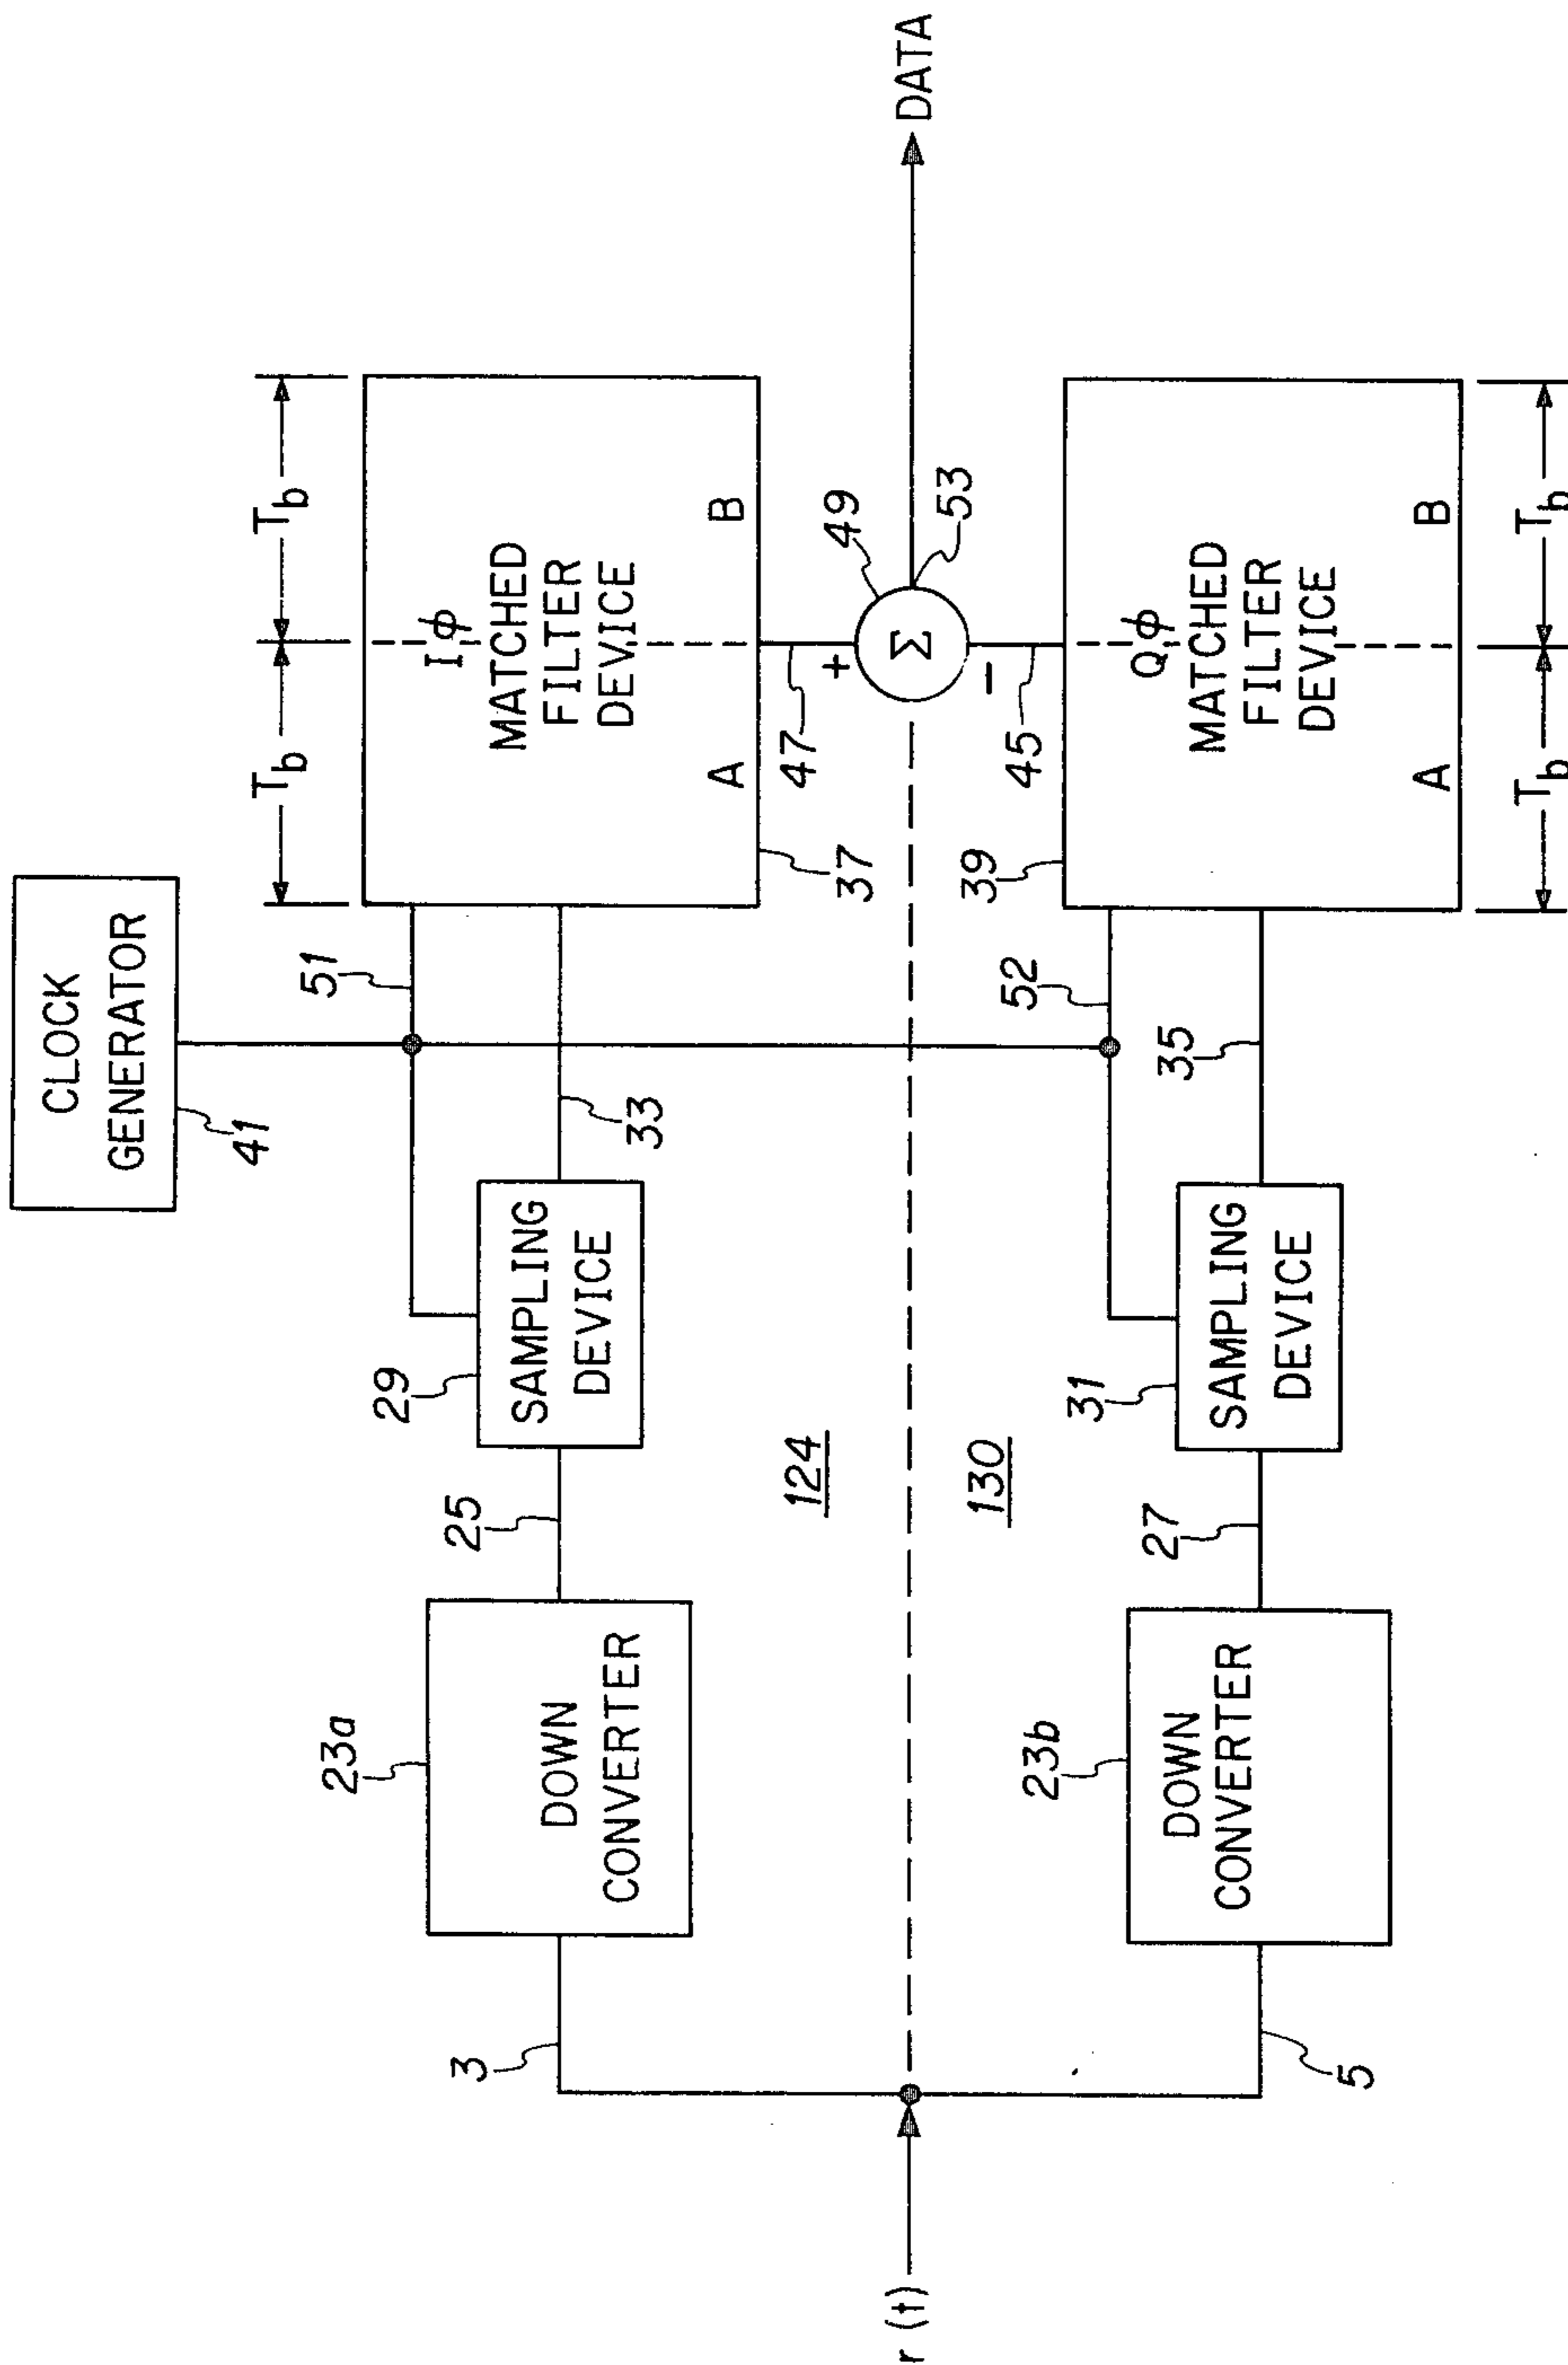 CLOCK
GENERATOR
41
T_b
T_b
51
Iϕ
MATCHED
FILTER
DEVICE
A
B
37
23a
DOWN
CONVERTER
3
25
29
SAMPLING
DEVICE
33
47
+
49
Σ
53
DATA
r (t)
124
130
−
45
39
52
Qϕ
MATCHED
FILTER
DEVICE
A
B
23b
DOWN
CONVERTER
5
27
31
SAMPLING
DEVICE
35
T_b
T_b